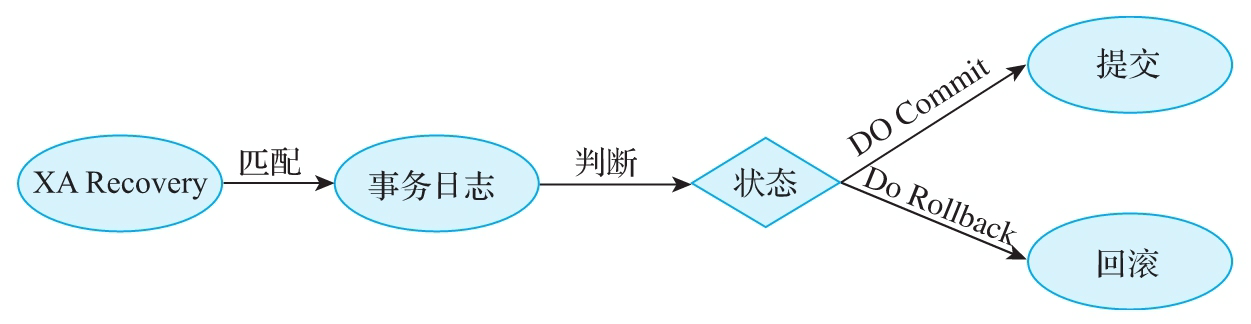 XA Recovery
匹配
事务日志
判断
状态
DO Commit
提交
Do Rollback
回滚